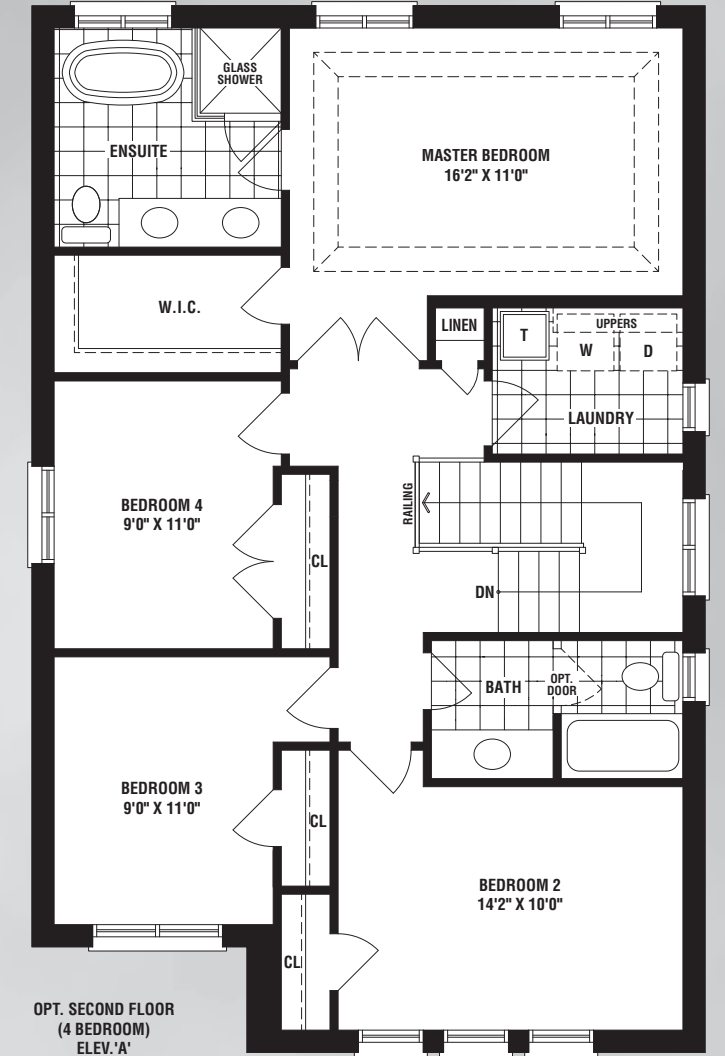 GLASS
SHOWER
ENSUITE
MASTER BEDROOM
16'2" X 11'0"
W.I.C.
LINEN
T
UPPERS
W
D
LAUNDRY
BEDROOM 4
9'0" X 11'0"
CL
RAILING
DN
BATH
OPT.
DOOR
BEDROOM 3
9'0" X 11'0"
CL
BEDROOM 2
14'2" X 10'0"
CL
OPT. SECOND FLOOR
(4 BEDROOM)
ELEV.'A'